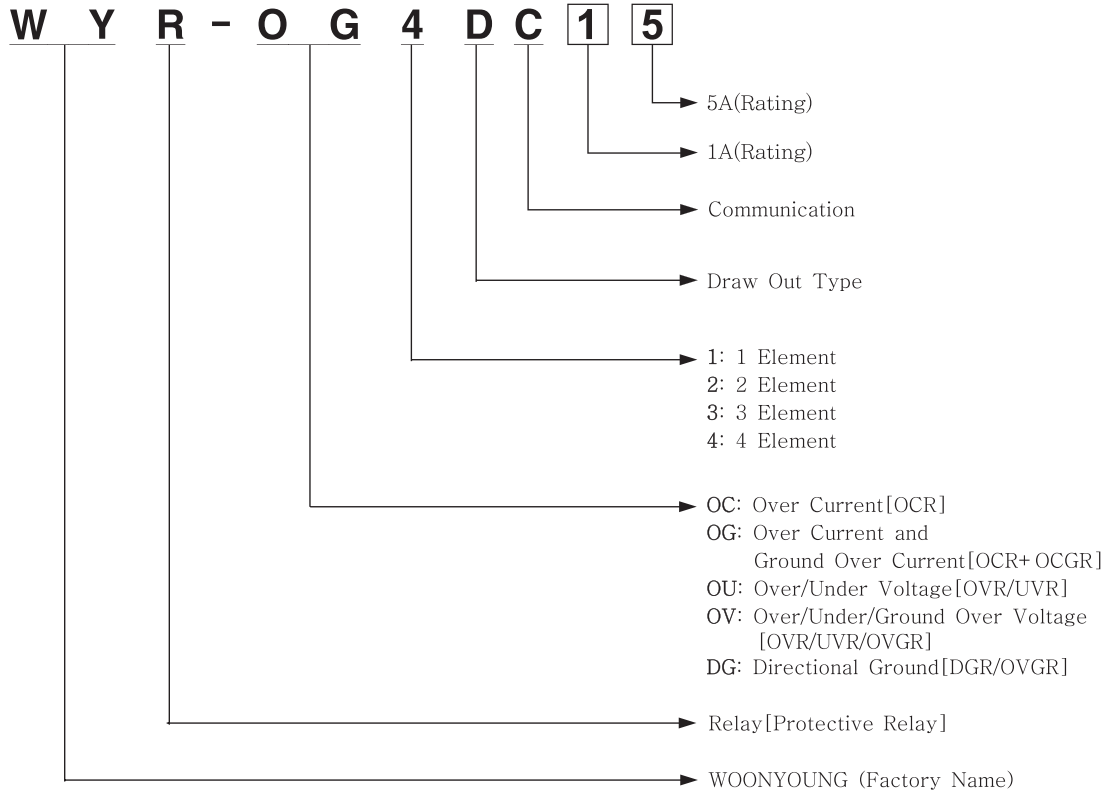 WYR-OG4DC15
5A(Rating)
1A(Rating)
Communication
Draw Out Type
1: 1 Element
2: 2 Element
3: 3 Element
4: 4 Element
OC: Over Current[OCR]
OG: Over Current and
Ground Over Current[OCR+OCGR]
OU: Over/Under Voltage[OVR/UVR]
OV: Over/Under/Ground Over Voltage
[OVR/UVR/OVGR]
DG: Directional Ground[DGR/OVGR]
Relay[Protective Relay]
WOONYOUNG (Factory Name)